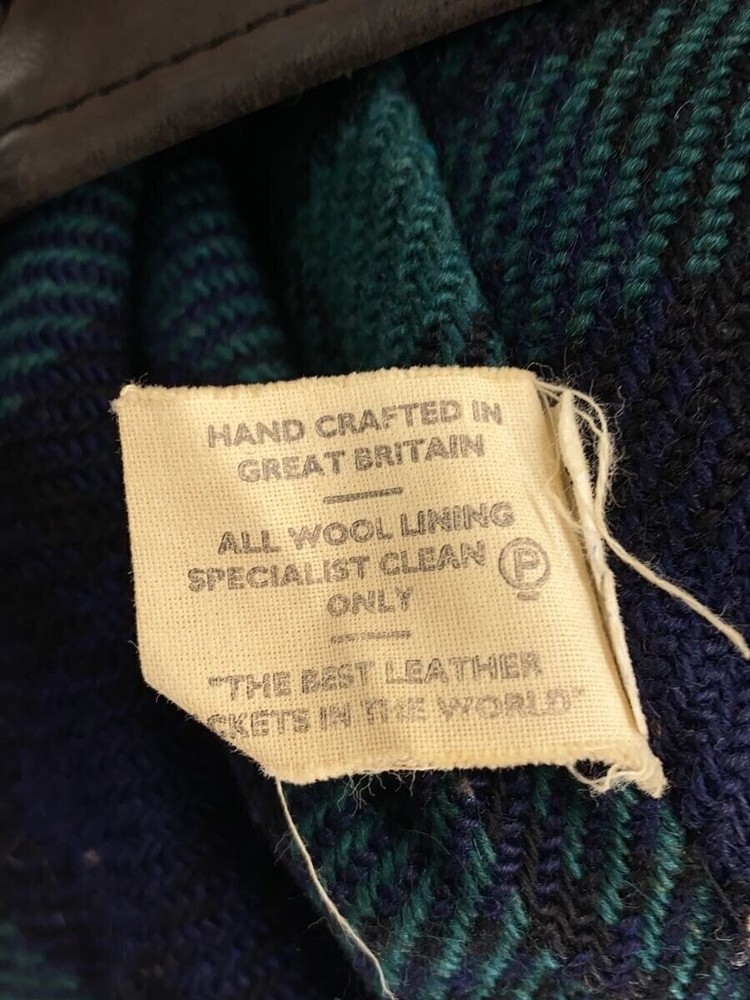 HAND CRAFTED IN
GREAT BRITAIN
ALL WOOL LINING
SPECIALIST CLEAN Ⓟ
ONLY
"THE BEST LEATHER
CKETS IN THE WORLD"